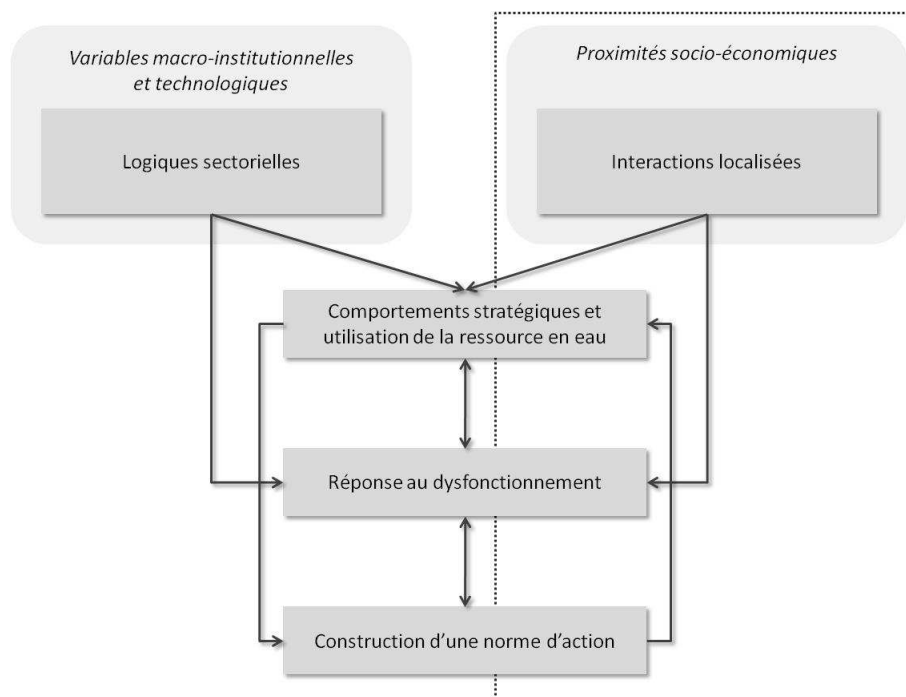 Variables macro-institutionnelles
et technologiques
Logiques sectorielles
Proximités socio-économiques
Interactions localisées
Comportements stratégiques et
utilisation de la ressource en eau
Réponse au dysfonctionnement
Construction d'une norme d'action